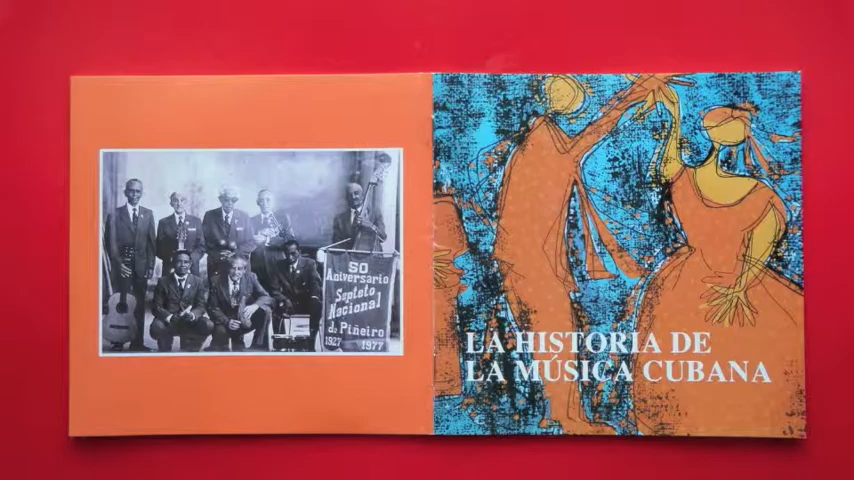 50
Aniversario
Septeto
Nacional
de Piñeiro
1927 1977
LA HISTORIA DE
LA MÚSICA CUBANA